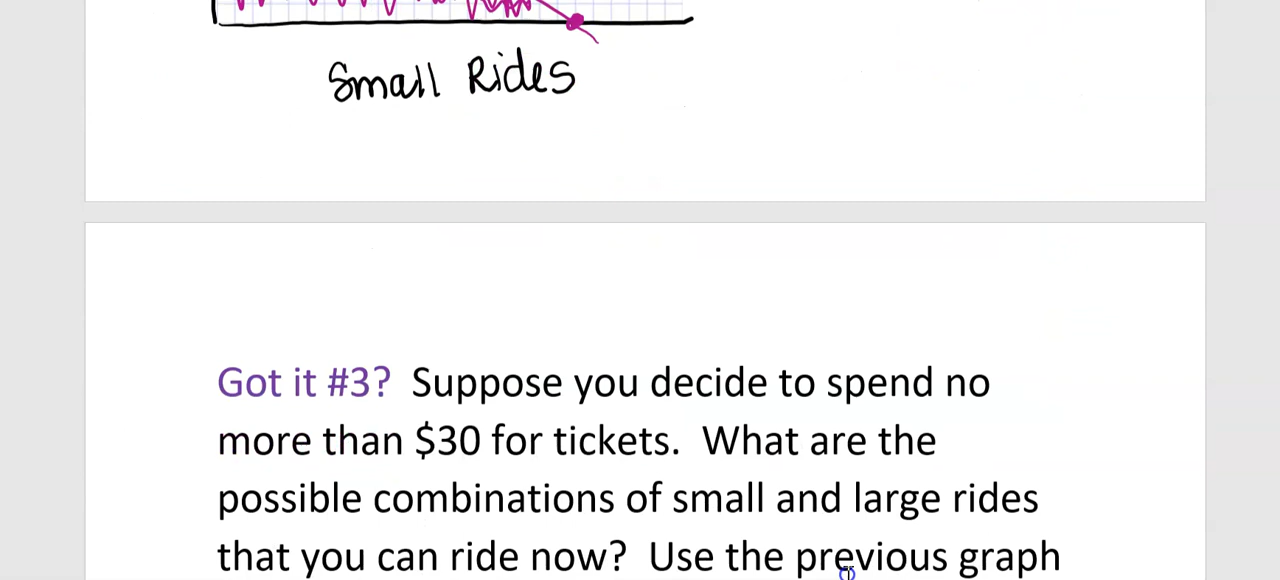 Small Rides
Got it #3? Suppose you decide to spend no
more than $30 for tickets. What are the
possible combinations of small and large rides
that you can ride now? Use the previous graph